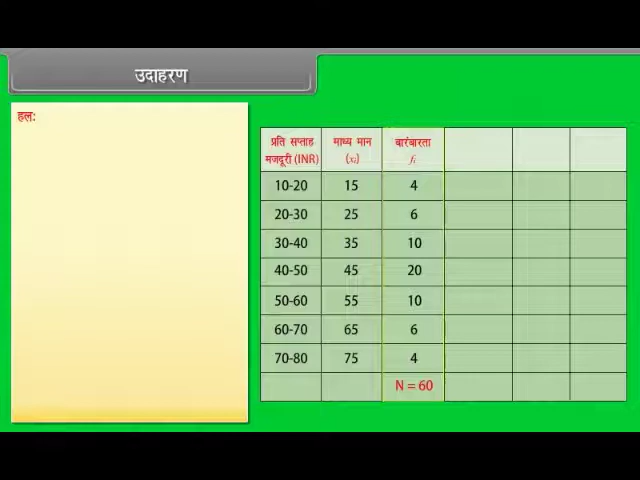 उदाहरण
हल:
प्रति सप्ताह मजदूरी (INR) माध्य मान (xᵢ) बारंबारता fᵢ
10-20 15 4
20-30 25 6
30-40 35 10
40-50 45 20
50-60 55 10
60-70 65 6
70-80 75 4
N = 60